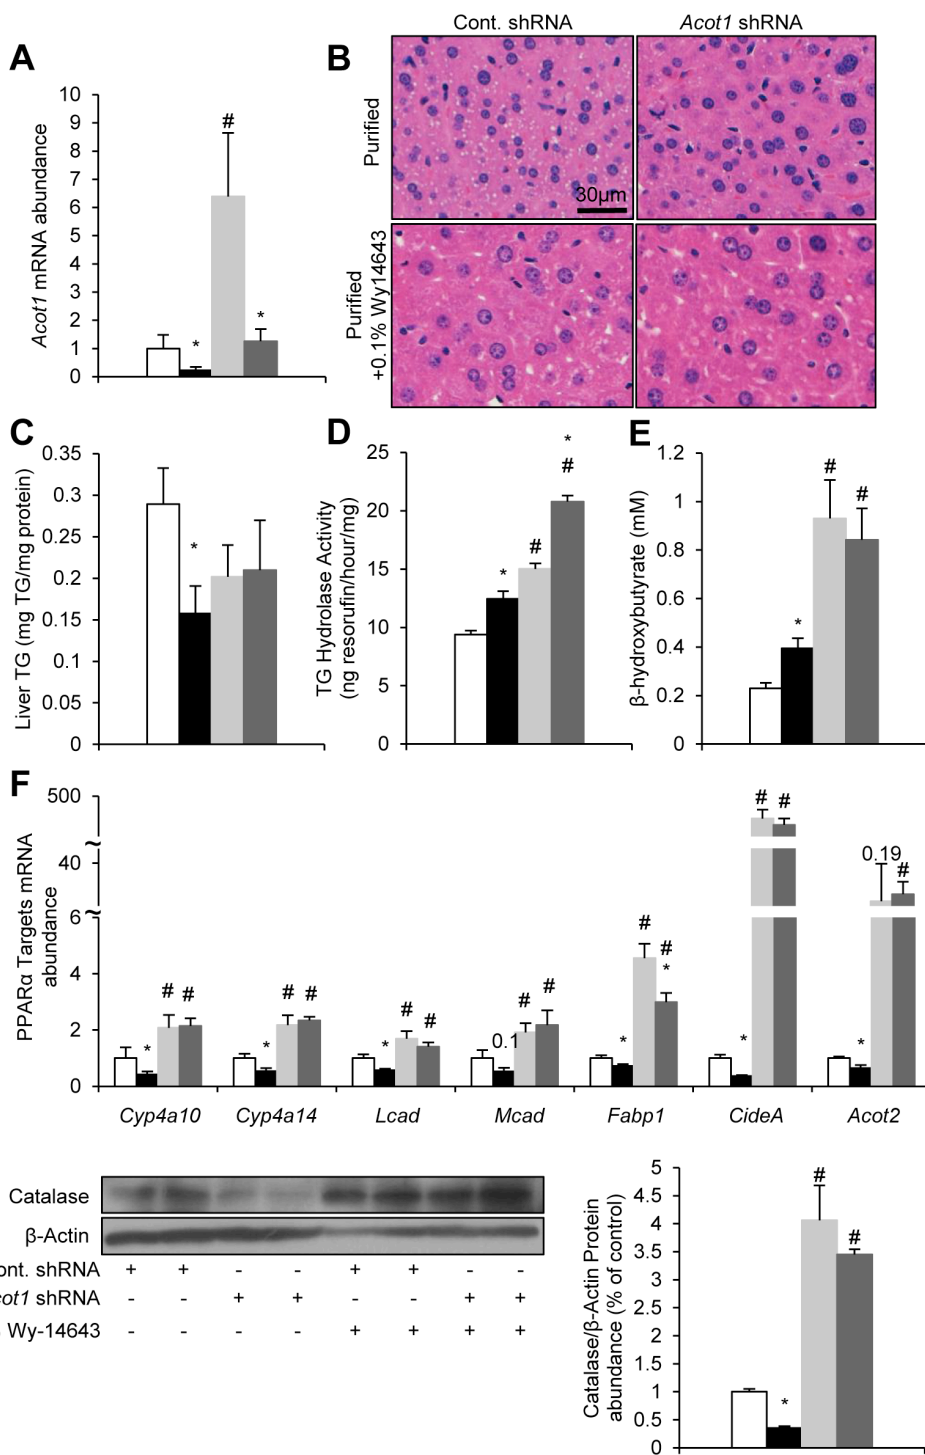 Cont. shRNA
Acot1 shRNA
A
B
10
9
8
7
6
5
4
3
2
1
0
Acot1 mRNA abundance
#
*
*
Purified
30μm
Purified
+0.1% Wy14643
C
D
E
0.35
0.3
0.25
0.2
0.15
0.1
0.05
0
Liver TG (mg TG/mg protein)
*
25
20
15
10
5
0
TG Hydrolase Activity
(ng resorufin/hour/mg)
*
#
*
#
1.2
1
0.8
0.6
0.4
0.2
0
β-hydroxybutyrate (mM)
*
#
#
F
500
~
40
~
6
4
2
0
PPARα Targets mRNA
abundance
* # #
* # #
* # #
0.1 # #
* # # *
* # #
* 0.19 #
Cyp4a10 Cyp4a14 Lcad Mcad Fabp1 CideA Acot2
Catalase
β-Actin
ont. shRNA + + - - + + - -
cot1 shRNA - - + + - - + +
Wy-14643 - - - - + + + +
5
4.5
4
3.5
3
2.5
2
1.5
1
0.5
0
Catalase/β-Actin Protein
abundance (% of control)
*
#
#